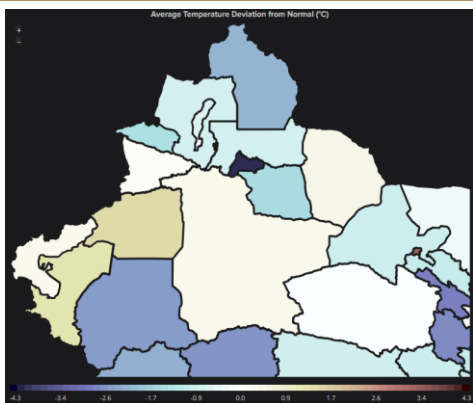 Average Temperature Deviation from Normal (°C)
+
−
-4.3 -3.4 -2.6 -1.7 -0.9 0.0 0.9 1.7 2.6 3.4 4.3